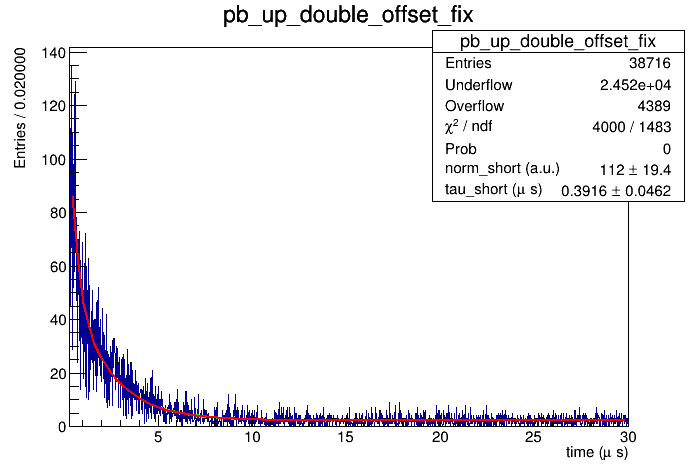 pb_up_double_offset_fix
pb_up_double_offset_fix
Entries 38716
Underflow 2.452e+04
Overflow 4389
χ² / ndf 4000 / 1483
Prob 0
norm_short (a.u.) 112 ± 19.4
tau_short (μ s) 0.3916 ± 0.0462
Entries / 0.020000
140
120
100
80
60
40
20
0
5 10 15 20 25 30
time (μ s)